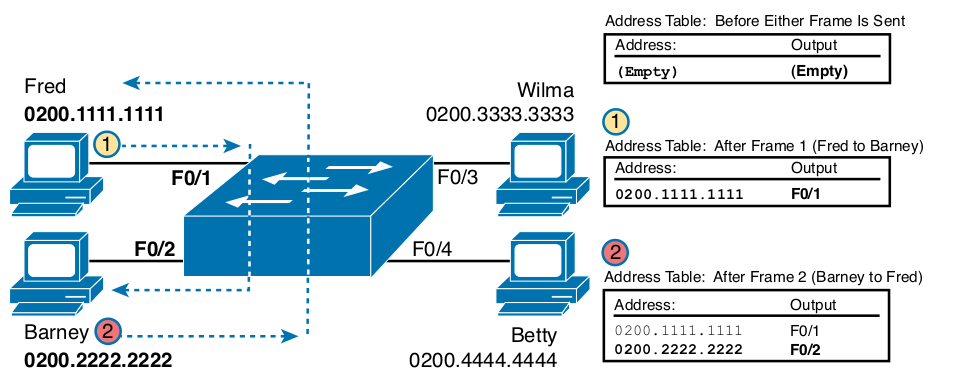 Fred
0200.1111.1111
1
F0/1
Wilma
0200.3333.3333
F0/3
F0/2
F0/4
Barney 2
0200.2222.2222
Betty
0200.4444.4444
Address Table: Before Either Frame Is Sent
Address: Output
(Empty) (Empty)
1
Address Table: After Frame 1 (Fred to Barney)
Address: Output
0200.1111.1111 F0/1
2
Address Table: After Frame 2 (Barney to Fred)
Address: Output
0200.1111.1111 F0/1
0200.2222.2222 F0/2